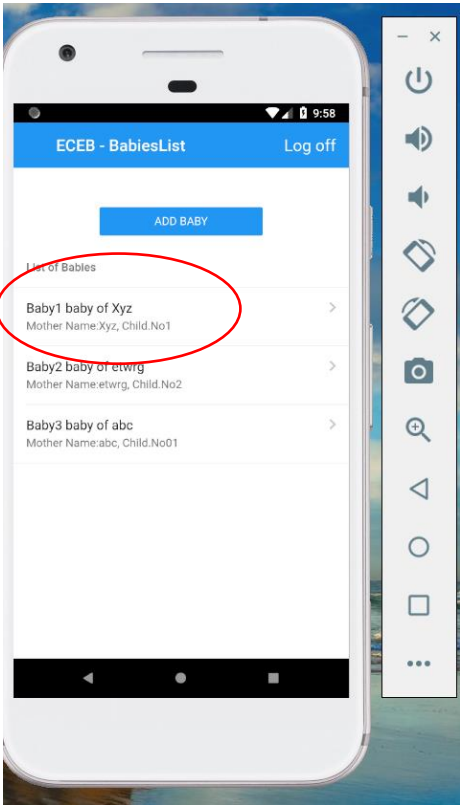 9:58
ECEB - BabiesList Log off
ADD BABY
List of Babies
Baby1 baby of Xyz
Mother Name:Xyz, Child.No1
Baby2 baby of etwrg
Mother Name:etwrg, Child.No2
Baby3 baby of abc
Mother Name:abc, Child.No01